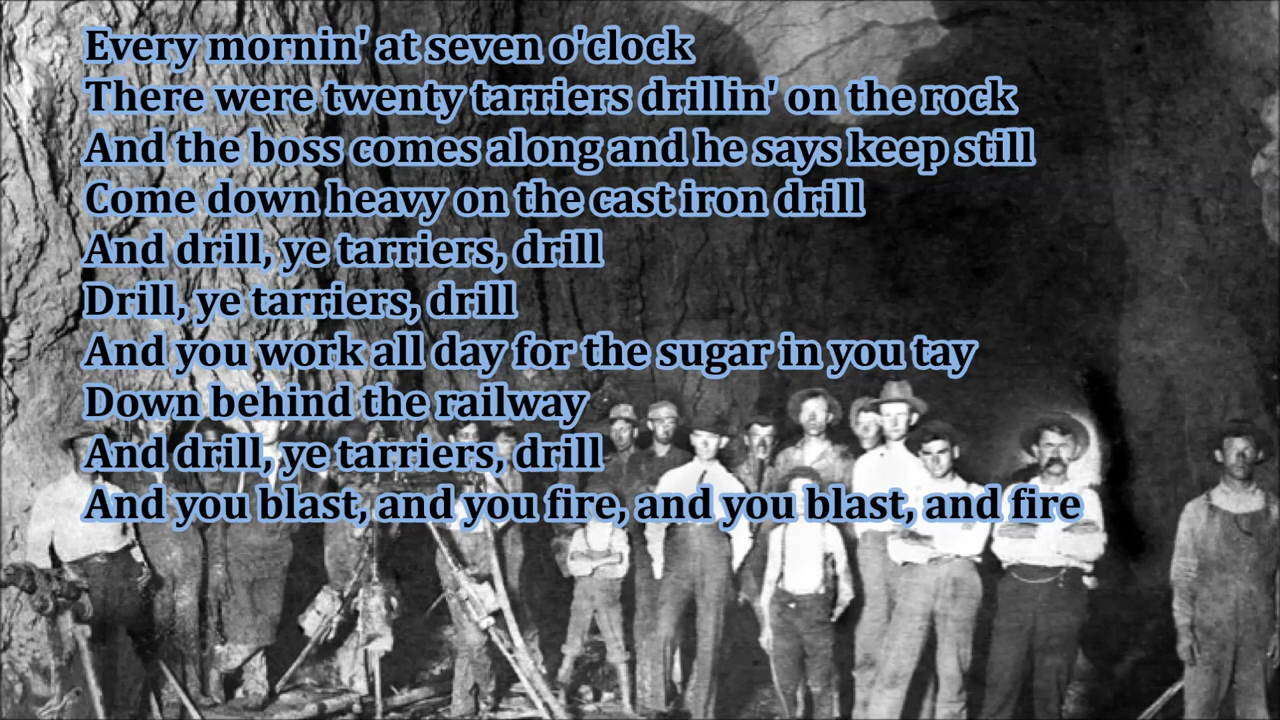 Every mornin' at seven o'clock
There were twenty tarriers drillin' on the rock
And the boss comes along and he says keep still
Come down heavy on the cast iron drill
And drill, ye tarriers, drill
Drill, ye tarriers, drill
And you work all day for the sugar in you tay
Down behind the railway
And drill, ye tarriers, drill
And you blast, and you fire, and you blast, and fire